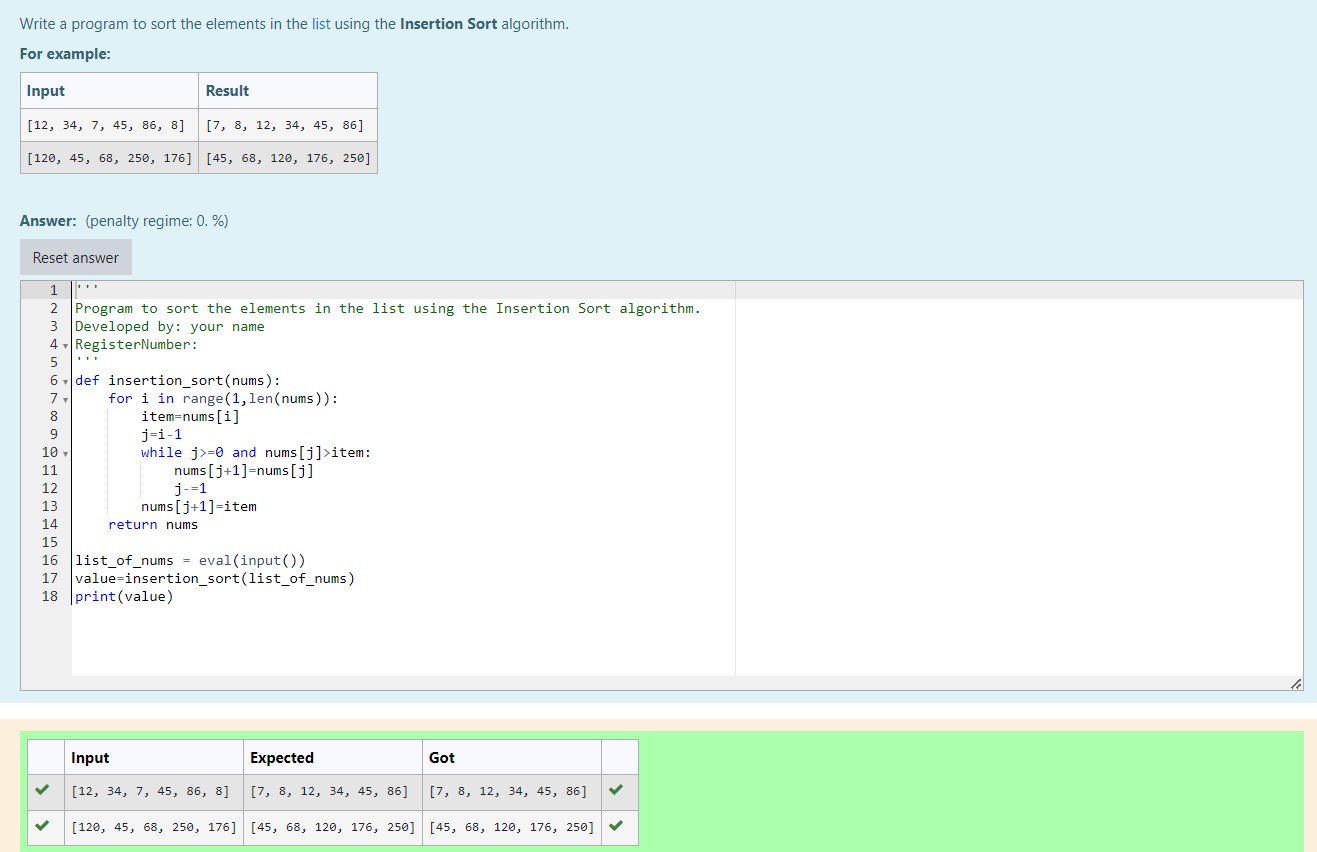 Write a program to sort the elements in the list using the Insertion Sort algorithm.
For example:
Input Result
[12, 34, 7, 45, 86, 8] [7, 8, 12, 34, 45, 86]
[120, 45, 68, 250, 176] [45, 68, 120, 176, 250]
Answer: (penalty regime: 0. %)
Reset answer
1 '''
2 Program to sort the elements in the list using the Insertion Sort algorithm.
3 Developed by: your name
4 RegisterNumber:
5 '''
6 def insertion_sort(nums):
7     for i in range(1,len(nums)):
8         item=nums[i]
9         j=i-1
10         while j>=0 and nums[j]>item:
11             nums[j+1]=nums[j]
12             j-=1
13         nums[j+1]=item
14     return nums
15
16 list_of_nums = eval(input())
17 value=insertion_sort(list_of_nums)
18 print(value)
Input Expected Got
[12, 34, 7, 45, 86, 8] [7, 8, 12, 34, 45, 86] [7, 8, 12, 34, 45, 86]
[120, 45, 68, 250, 176] [45, 68, 120, 176, 250] [45, 68, 120, 176, 250]